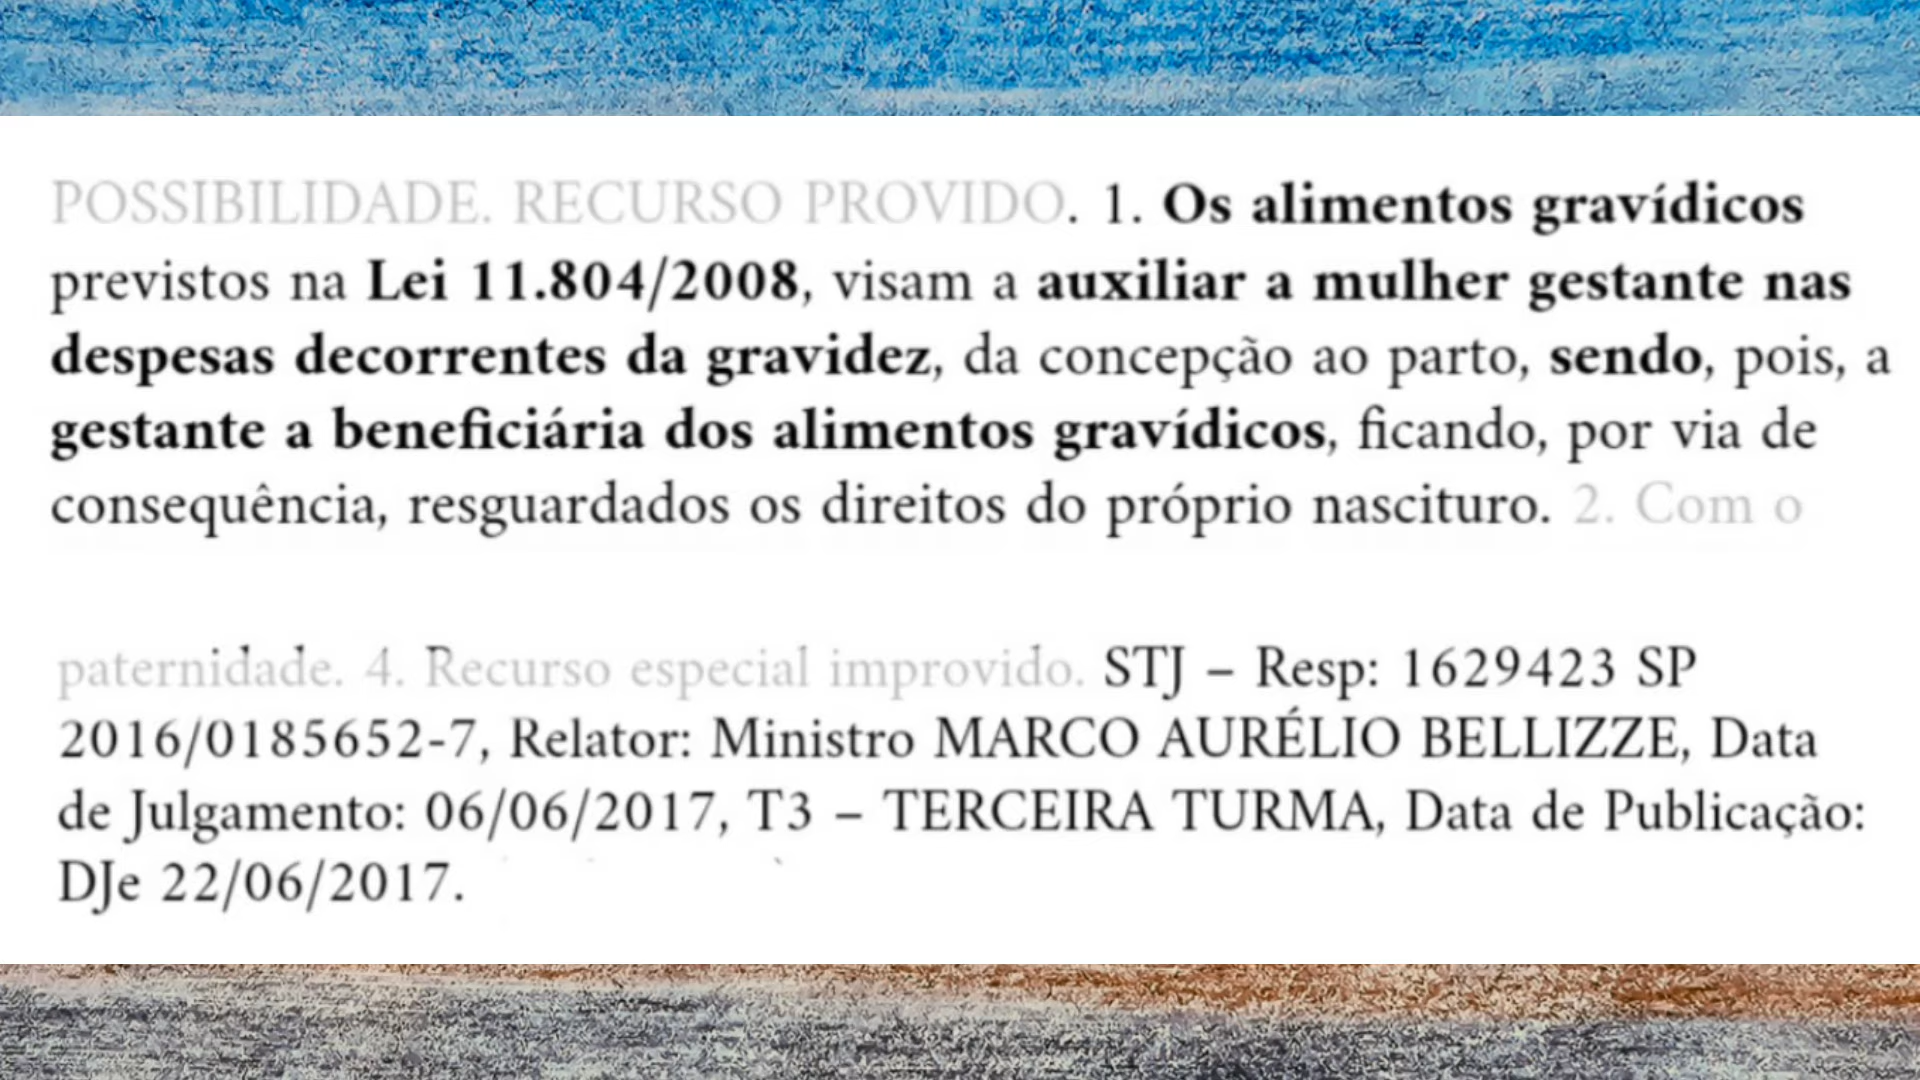 POSSIBILIDADE. RECURSO PROVIDO. 1. Os alimentos gravídicos
previstos na Lei 11.804/2008, visam a auxiliar a mulher gestante nas
despesas decorrentes da gravidez, da concepção ao parto, sendo, pois, a
gestante a beneficiária dos alimentos gravídicos, ficando, por via de
consequência, resguardados os direitos do próprio nascituro. 2. Com o
paternidade. 4. Recurso especial improvido. STJ – Resp: 1629423 SP
2016/0185652-7, Relator: Ministro MARCO AURÉLIO BELLIZZE, Data
de Julgamento: 06/06/2017, T3 – TERCEIRA TURMA, Data de Publicação:
DJe 22/06/2017.